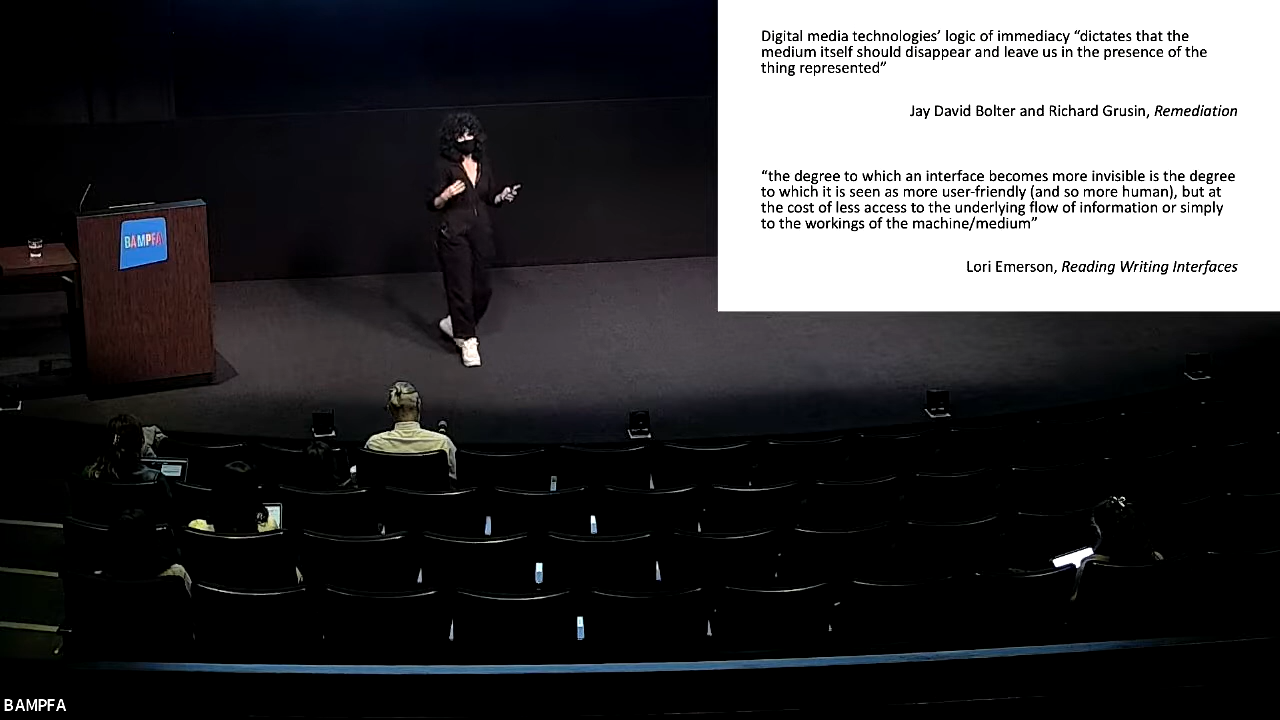 Digital media technologies’ logic of immediacy “dictates that the
medium itself should disappear and leave us in the presence of the
thing represented”
Jay David Bolter and Richard Grusin, Remediation
“the degree to which an interface becomes more invisible is the degree
to which it is seen as more user-friendly (and so more human), but at
the cost of less access to the underlying flow of information or simply
to the workings of the machine/medium”
Lori Emerson, Reading Writing Interfaces
BAMPFA
BAMPFA